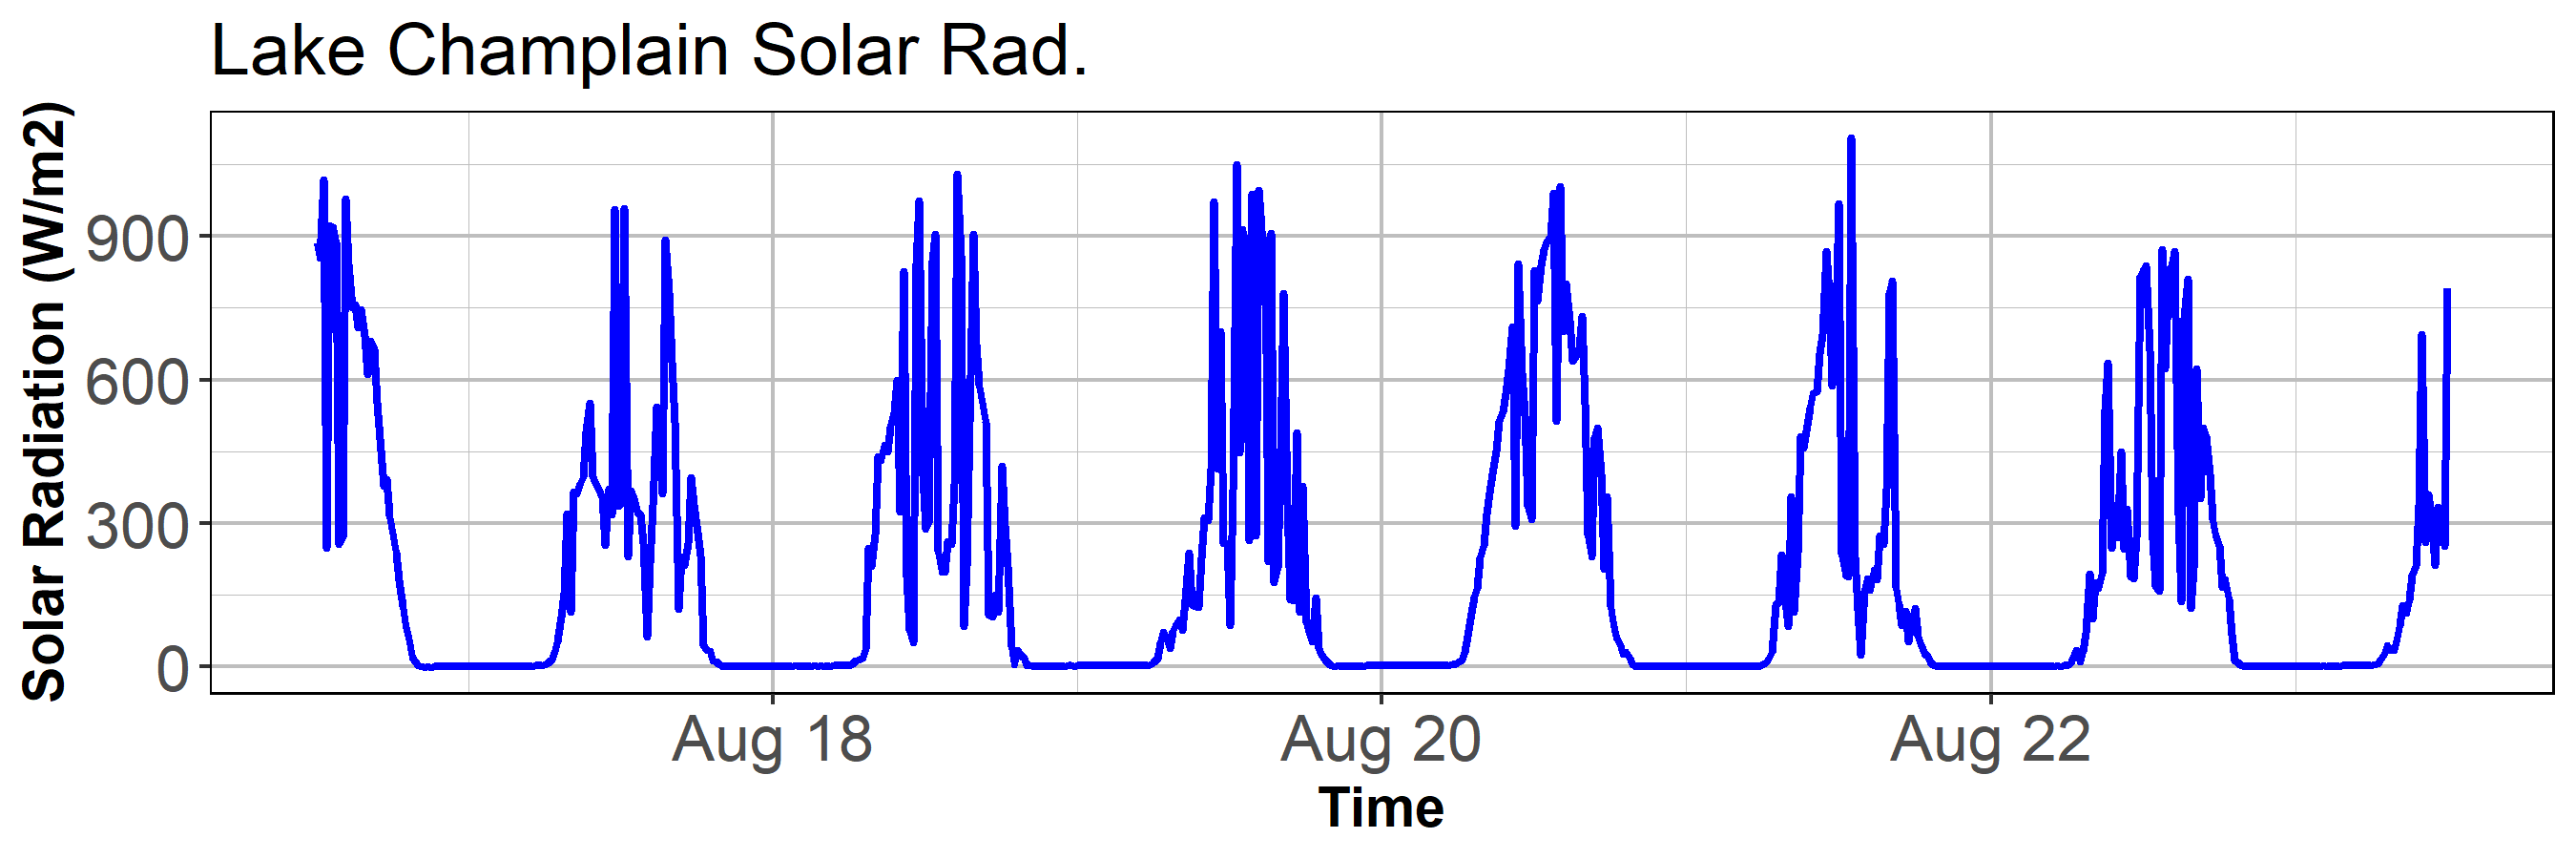 Lake Champlain Solar Rad.
Solar Radiation (W/m2)
900
600
300
0
Aug 18 Aug 20 Aug 22
Time